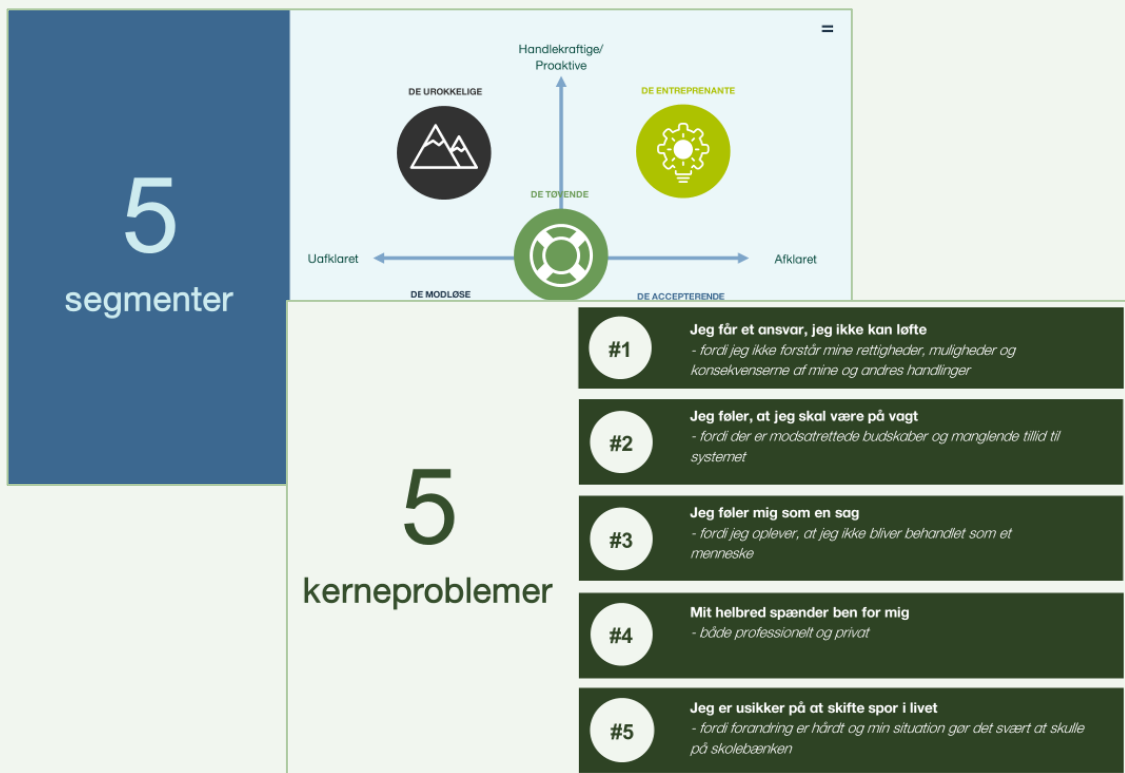 5
segmenter
Handlekraftige/
Proaktive
DE UROKKELIGE
DE ENTREPRENANTE
DE TØVENDE
Uafklaret
Afklaret
DE MODLØSE
DE ACCEPTERENDE
5
kerneproblemer
#1
Jeg får et ansvar, jeg ikke kan løfte
- fordi jeg ikke forstår mine rettigheder, muligheder og
konsekvenserne af mine og andres handlinger
#2
Jeg føler, at jeg skal være på vagt
- fordi der er modsatrettede budskaber og manglende tillid til
systemet
#3
Jeg føler mig som en sag
- fordi jeg oplever, at jeg ikke bliver behandlet som et
menneske
#4
Mit helbred spænder ben for mig
- både professionelt og privat
#5
Jeg er usikker på at skifte spor i livet
- fordi forandring er hårdt og min situation gør det svært at skulle
på skolebænken